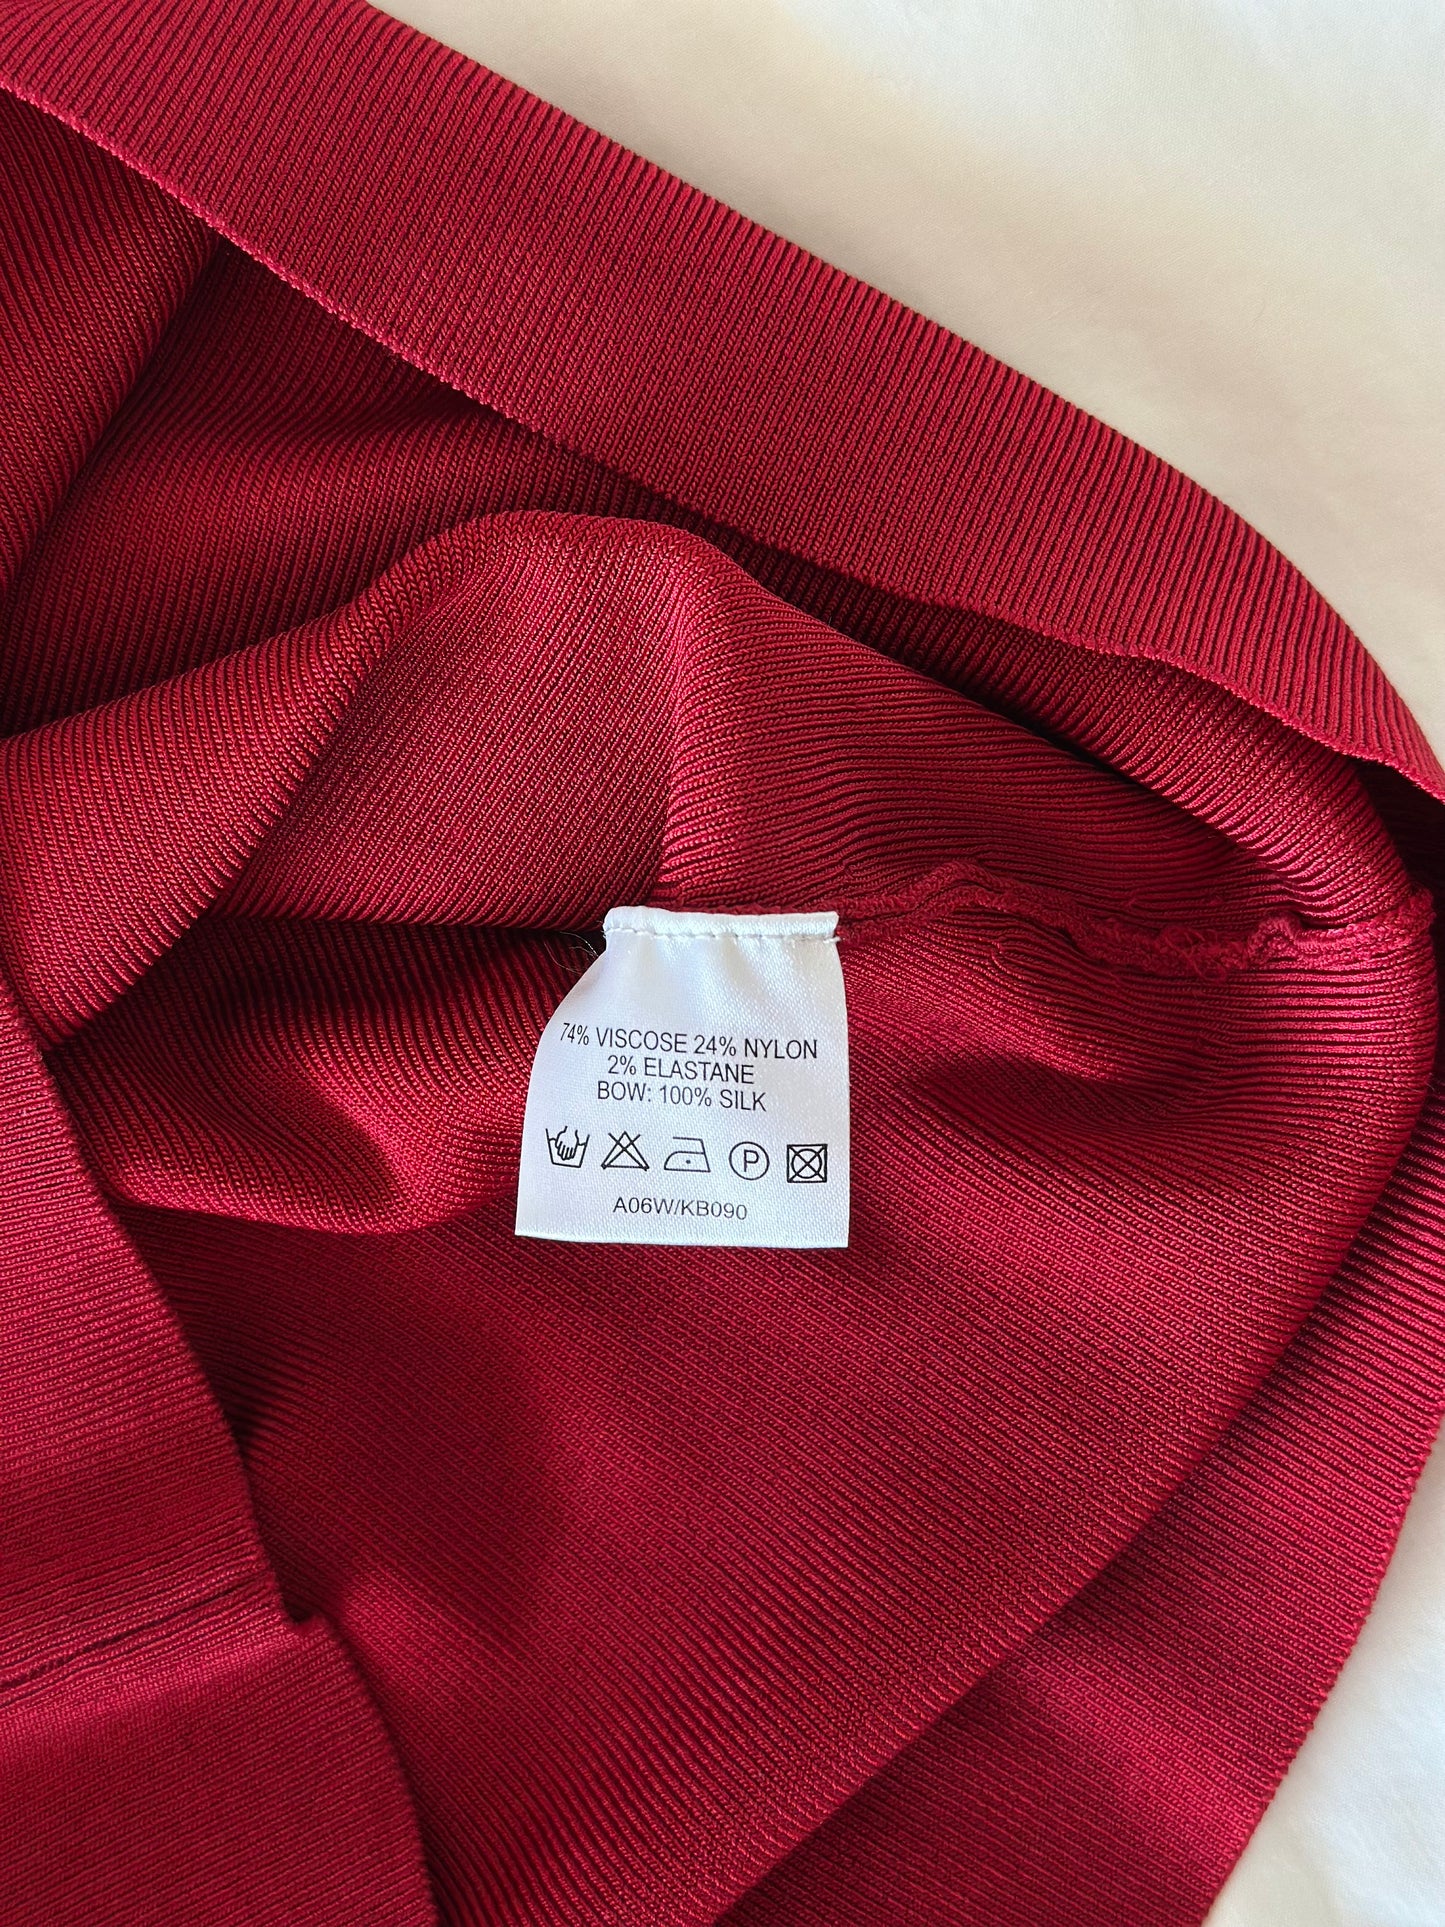 74% VISCOSE 24% NYLON
2% ELASTANE
BOW: 100% SILK
P
A06W/KB090